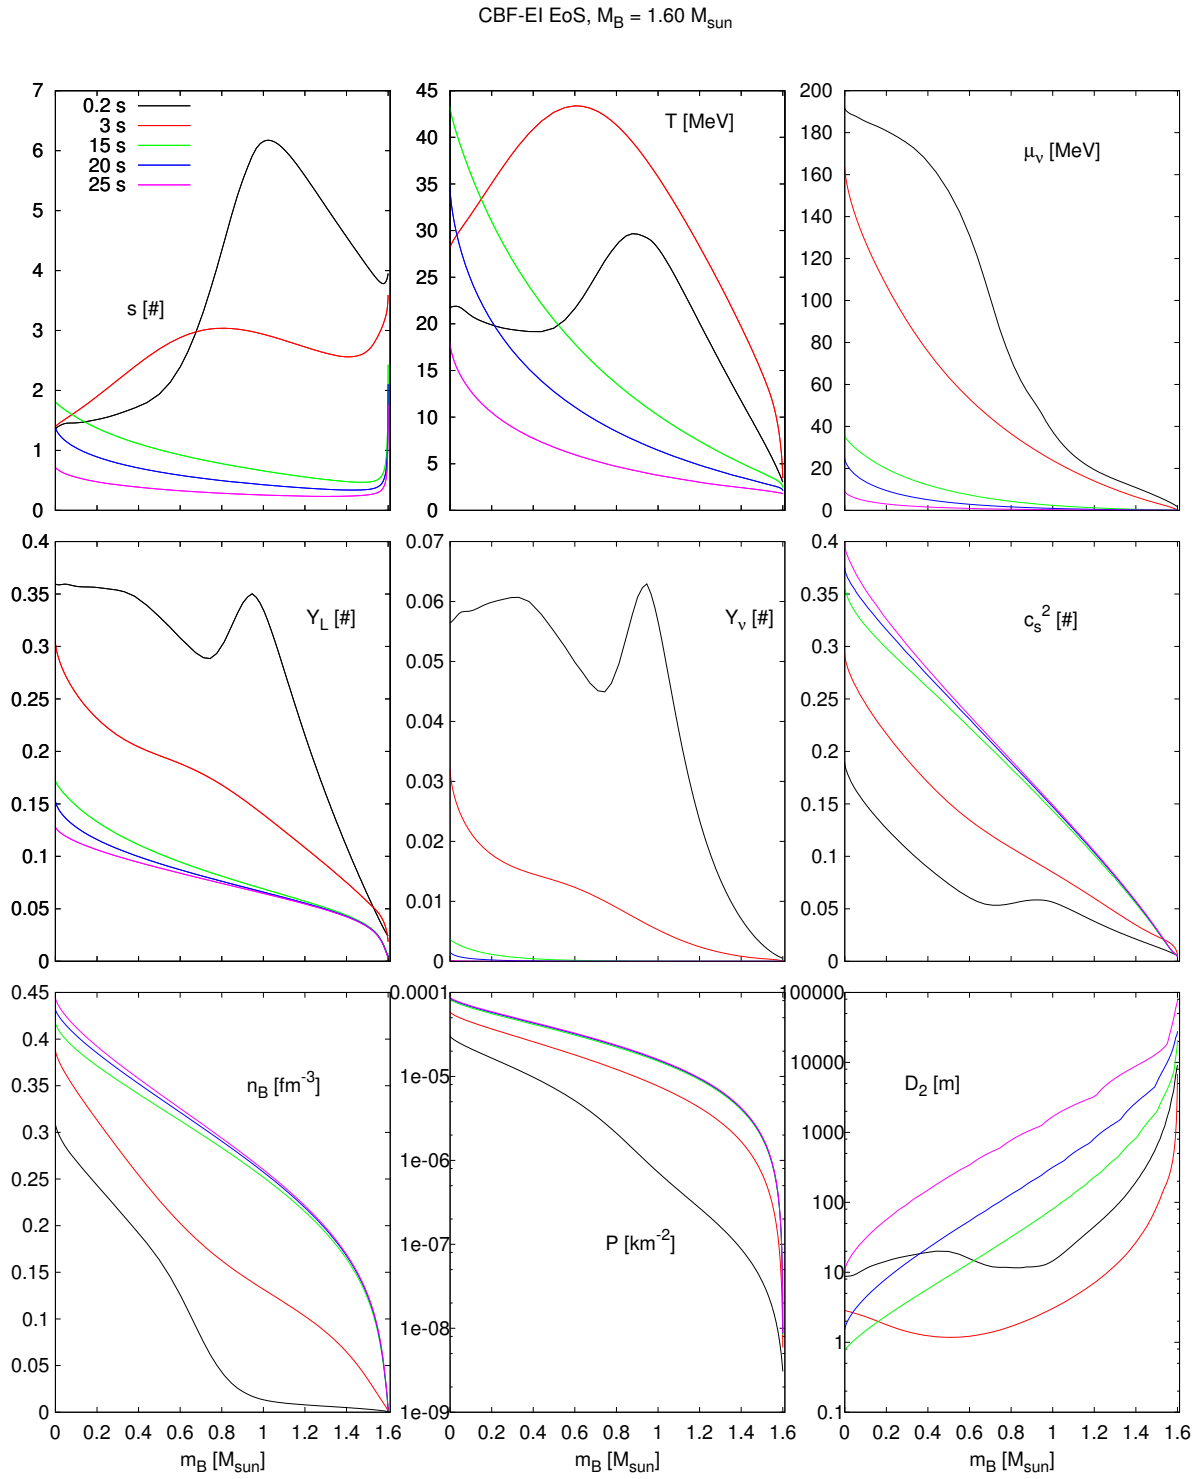 CBF-EI EoS, M_B = 1.60 M_sun
7
6
5
4
3
2
1
0
0.2 s
3 s
15 s
20 s
25 s
s [#]
45
40
35
30
25
20
15
10
5
0
T [MeV]
200
180
160
140
120
100
80
60
40
20
0
μ_ν [MeV]
0.4
0.35
0.3
0.25
0.2
0.15
0.1
0.05
0
Y_L [#]
0.07
0.06
0.05
0.04
0.03
0.02
0.01
0
Y_ν [#]
0.4
0.35
0.3
0.25
0.2
0.15
0.1
0.05
0
c_s^2 [#]
0.45
0.4
0.35
0.3
0.25
0.2
0.15
0.1
0.05
0
n_B [fm^-3]
0 0.2 0.4 0.6 0.8 1 1.2 1.4 1.6
m_B [M_sun]
0.0001
1e-05
1e-06
1e-07
1e-08
1e-09
P [km^-2]
0 0.2 0.4 0.6 0.8 1 1.2 1.4 1.6
m_B [M_sun]
100000
10000
1000
100
10
1
0.1
D_2 [m]
0 0.2 0.4 0.6 0.8 1 1.2 1.4 1.6
m_B [M_sun]